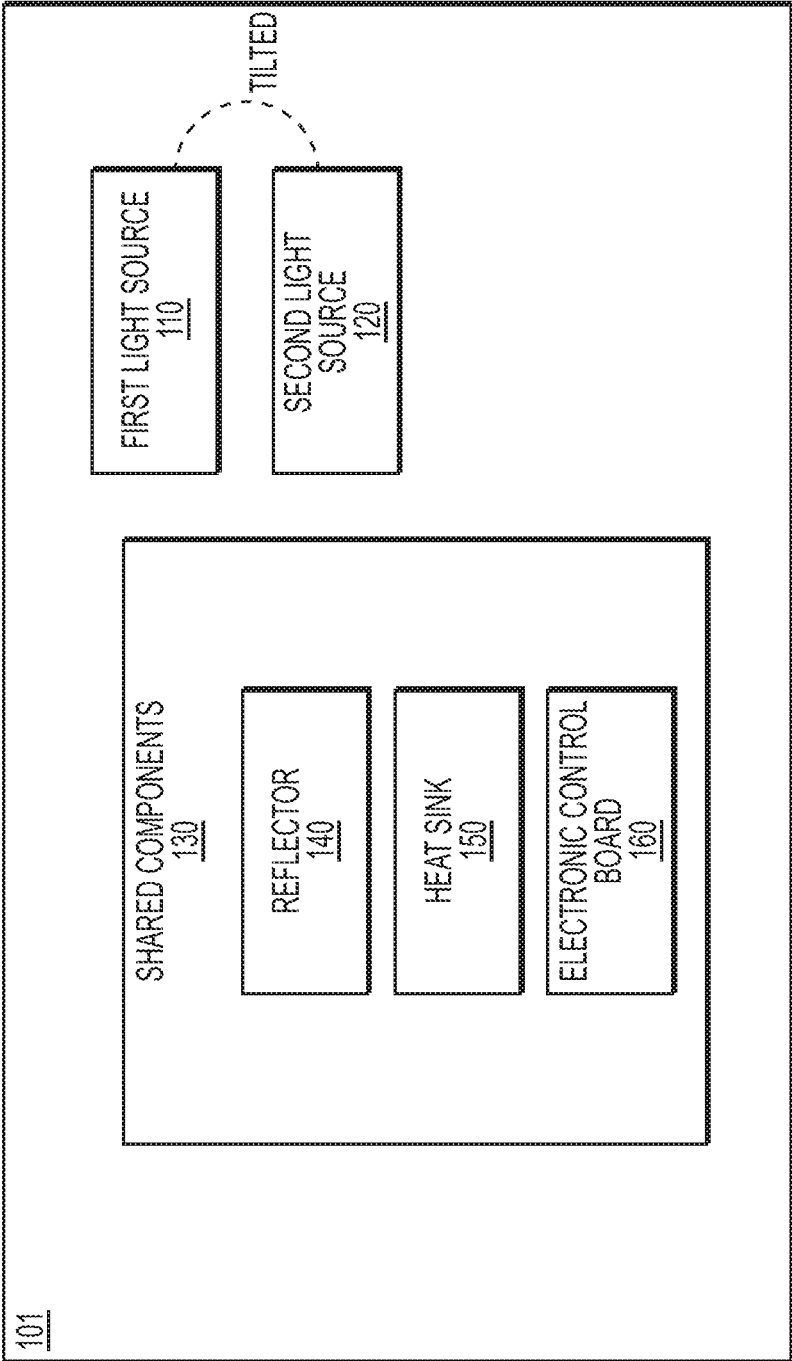 101
SHARED COMPONENTS
130
REFLECTOR
140
HEAT SINK
150
ELECTRONIC CONTROL
BOARD
160
FIRST LIGHT SOURCE
110
SECOND LIGHT
SOURCE
120
TILTED